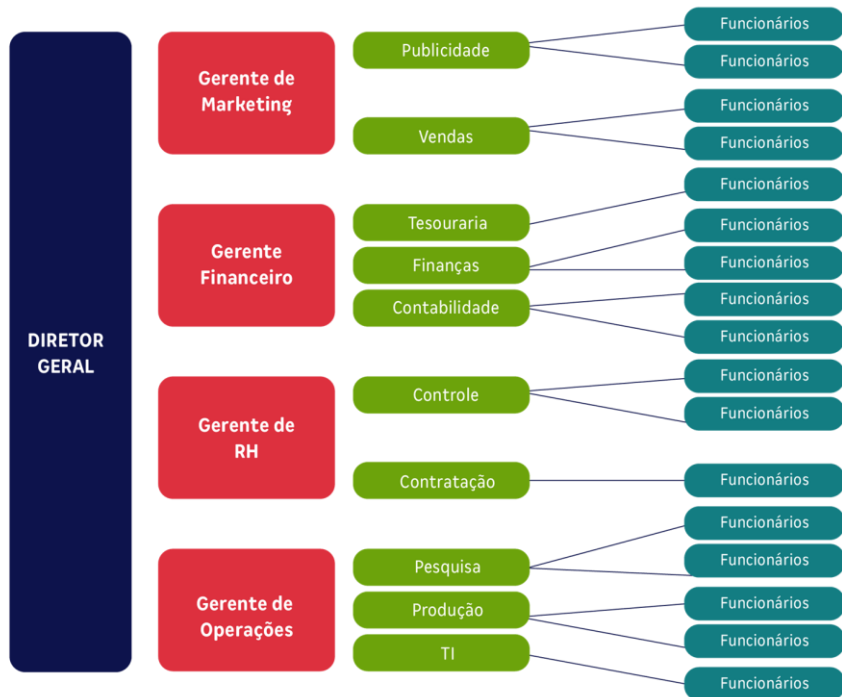 DIRETOR
GERAL
Gerente de
Marketing
Publicidade
Funcionários
Funcionários
Vendas
Funcionários
Funcionários
Gerente
Financeiro
Tesouraria
Funcionários
Finanças
Funcionários
Funcionários
Contabilidade
Funcionários
Funcionários
Gerente de
RH
Controle
Funcionários
Funcionários
Contratação
Funcionários
Gerente de
Operações
Pesquisa
Funcionários
Funcionários
Produção
Funcionários
Funcionários
TI
Funcionários